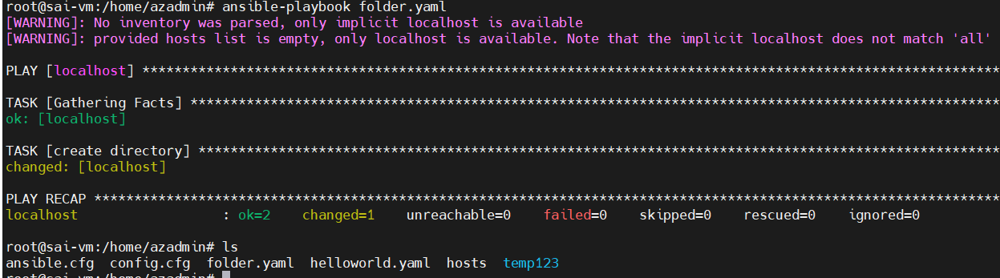 root@sai-vm:/home/azadmin# ansible-playbook folder.yaml
[WARNING]: No inventory was parsed, only implicit localhost is available
[WARNING]: provided hosts list is empty, only localhost is available. Note that the implicit localhost does not match 'all'
PLAY [localhost] ***********************************************************************************************************
TASK [Gathering Facts] *****************************************************************************************************
ok: [localhost]
TASK [create directory] ****************************************************************************************************
changed: [localhost]
PLAY RECAP *****************************************************************************************************************
localhost                  : ok=2    changed=1    unreachable=0    failed=0    skipped=0    rescued=0    ignored=0
root@sai-vm:/home/azadmin# ls
ansible.cfg  config.cfg  folder.yaml  helloworld.yaml  hosts  temp123
root@sai-vm:/home/azadmin#